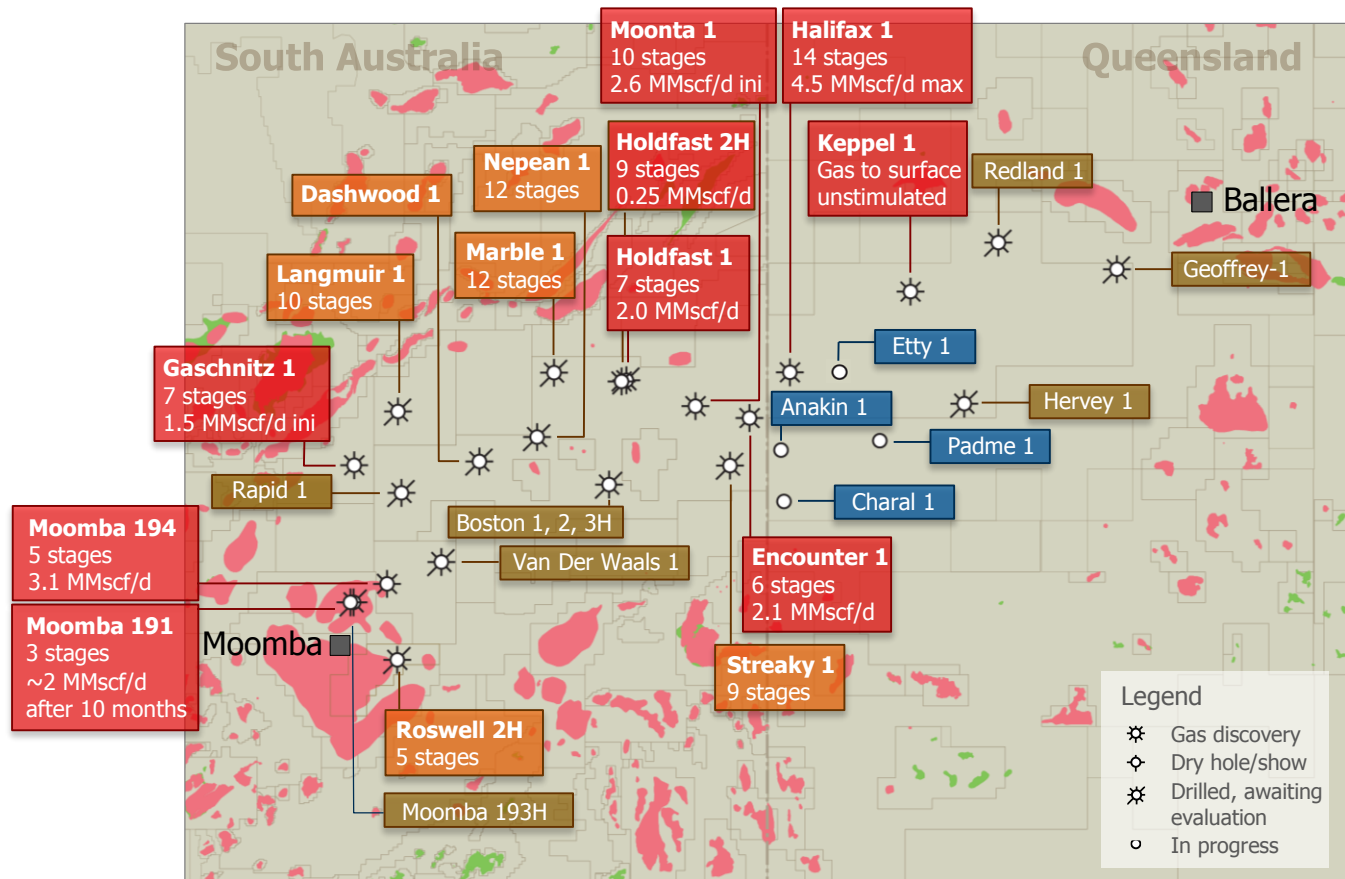 South Australia
Queensland
Moonta 1
10 stages
2.6 MMscf/d ini
Halifax 1
14 stages
4.5 MMscf/d max
Holdfast 2H
9 stages
0.25 MMscf/d
Keppel 1
Gas to surface
unstimulated
Nepean 1
12 stages
Redland 1
Dashwood 1
Ballera
Marble 1
12 stages
Holdfast 1
7 stages
2.0 MMscf/d
Langmuir 1
10 stages
Geoffrey-1
Gaschnitz 1
7 stages
1.5 MMscf/d ini
Etty 1
Anakin 1
Hervey 1
Padme 1
Rapid 1
Charal 1
Boston 1, 2, 3H
Moomba 194
5 stages
3.1 MMscf/d
Van Der Waals 1
Encounter 1
6 stages
2.1 MMscf/d
Moomba 191
3 stages
~2 MMscf/d
after 10 months
Moomba
Streaky 1
9 stages
Roswell 2H
5 stages
Moomba 193H
Legend
Gas discovery
Dry hole/show
Drilled, awaiting
evaluation
In progress